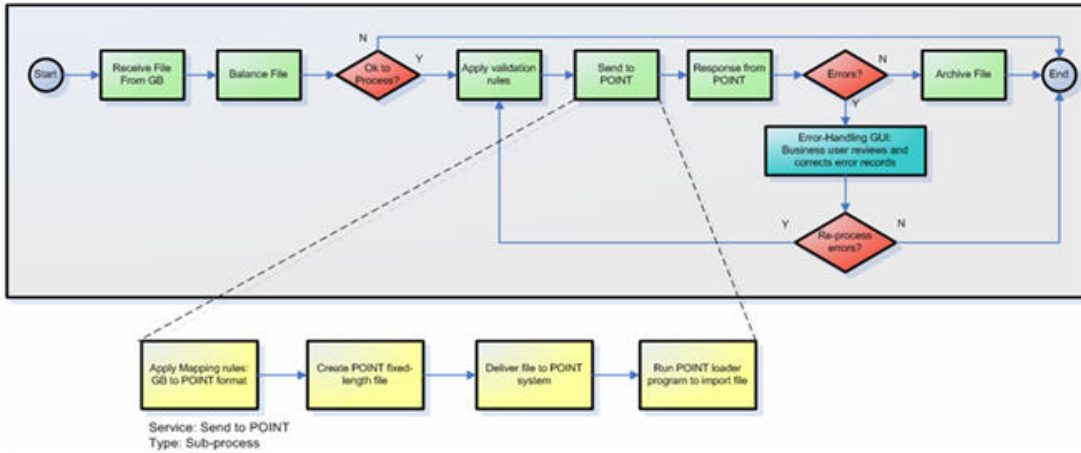 N
Start
Receive File
From GB
Balance File
Ok to
Process?
Y
Apply validation
rules
Send to
POINT
Response from
POINT
Errors?
N
Archive File
End
Y
Error-Handling GUI:
Business user reviews and
corrects error records
Y
Re-process
errors?
N
Apply Mapping rules:
GB to POINT format
Create POINT fixed-
length file
Deliver file to POINT
system
Run POINT loader
program to import file
Service: Send to POINT
Type: Sub-process